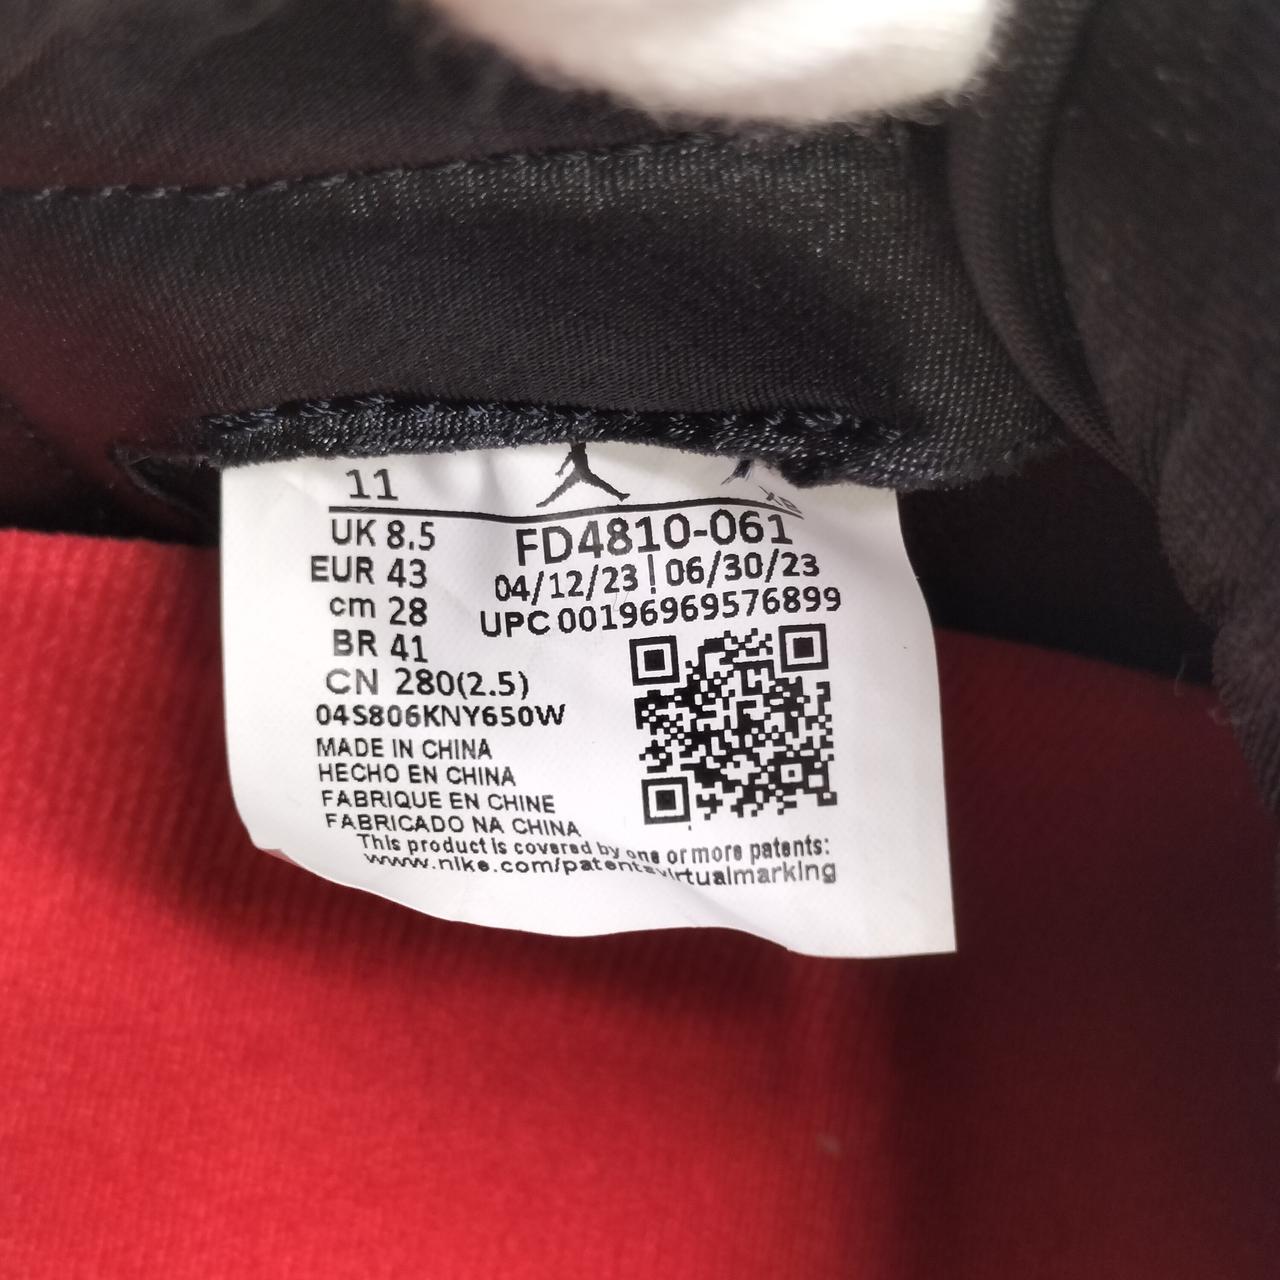 11
UK 8.5
EUR 43
cm 28
BR 41
CN 280(2.5)
04S806KNY650W
FD4810-061
04/12/23 | 06/30/23
UPC 00196969576899
MADE IN CHINA
HECHO EN CHINA
FABRIQUE EN CHINE
FABRICADO NA CHINA
This product is covered by one or more patents:
www.nike.com/patentsvirtualmarking